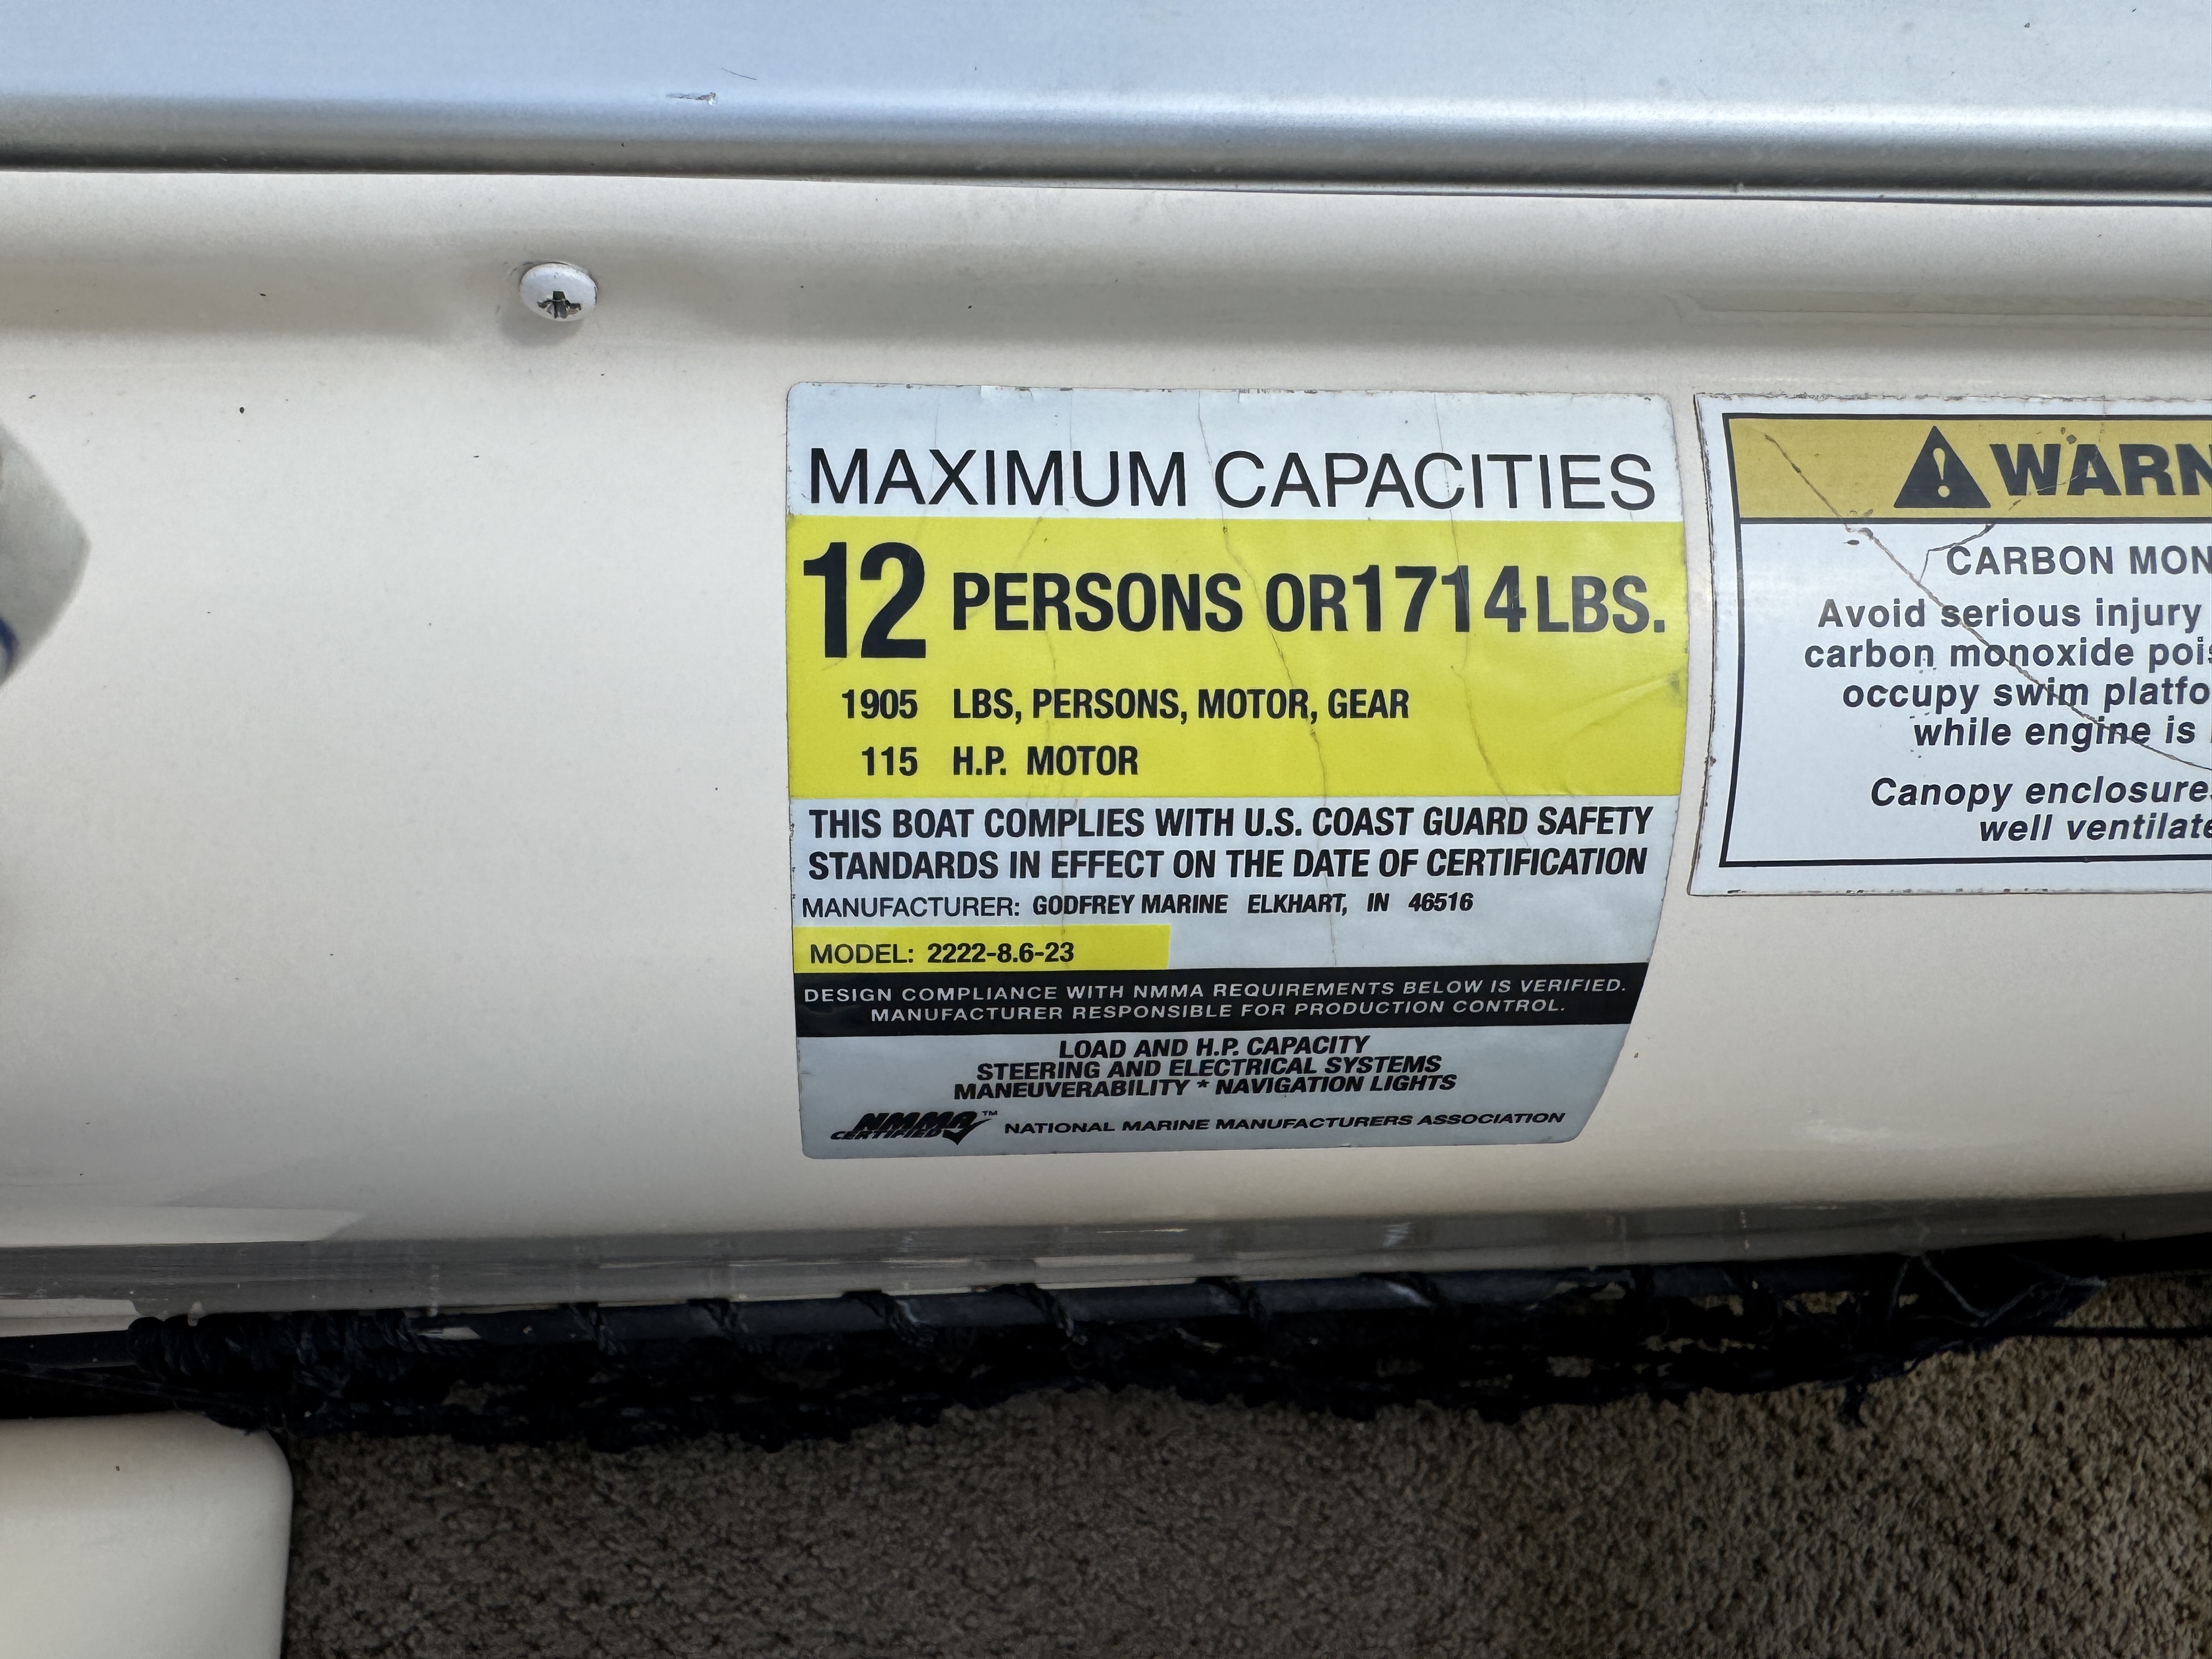 MAXIMUM CAPACITIES
12 PERSONS OR 1714 LBS.
1905 LBS, PERSONS, MOTOR, GEAR
115 H.P. MOTOR
THIS BOAT COMPLIES WITH U.S. COAST GUARD SAFETY
STANDARDS IN EFFECT ON THE DATE OF CERTIFICATION
MANUFACTURER: GODFREY MARINE ELKHART, IN 46516
MODEL: 2222-8.6-23
DESIGN COMPLIANCE WITH NMMA REQUIREMENTS BELOW IS VERIFIED.
MANUFACTURER RESPONSIBLE FOR PRODUCTION CONTROL.
LOAD AND H.P. CAPACITY
STEERING AND ELECTRICAL SYSTEMS
MANEUVERABILITY * NAVIGATION LIGHTS
NMMA™
CERTIFIED
NATIONAL MARINE MANUFACTURERS ASSOCIATION
WARN
CARBON MON
Avoid serious injury
carbon monoxide pois
occupy swim platfo
while engine is
Canopy enclosure
well ventilate